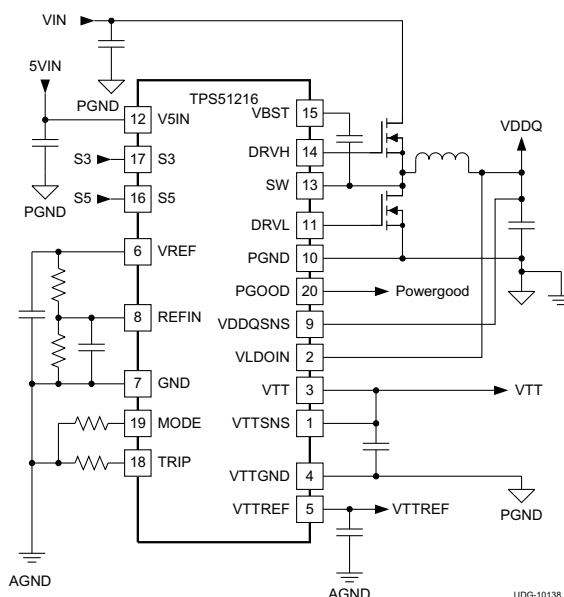 VIN
5VIN
PGND
TPS51216
12 V5IN
VBST 15
S3 17 S3
DRVH 14
VDDQ
S5 16 S5
SW 13
PGND
DRVL 11
6 VREF
PGND 10
PGOOD 20 Powergood
8 REFIN
VDDQSNS 9
VLDOIN 2
7 GND
VTT 3 VTT
19 MODE
VTTSNS 1
18 TRIP
VTTGND 4
VTTREF 5 VTTREF
PGND
AGND
AGND
UDG-10138